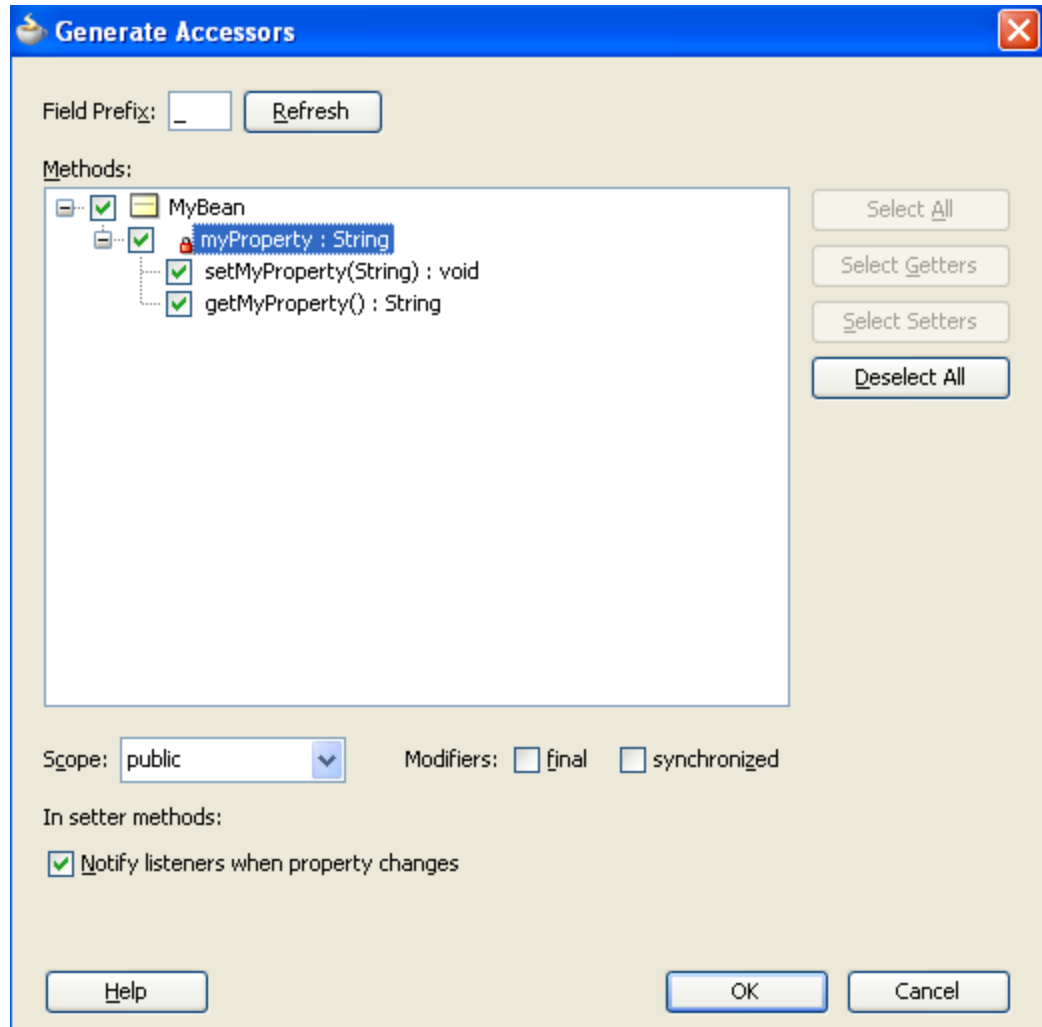 Generate Accessors
Field Prefix: _ Refresh
Methods:
MyBean
myProperty : String
setMyProperty(String) : void
getMyProperty() : String
Select All
Select Getters
Select Setters
Deselect All
Scope: public Modifiers: final synchronized
In setter methods:
Notify listeners when property changes
Help OK Cancel